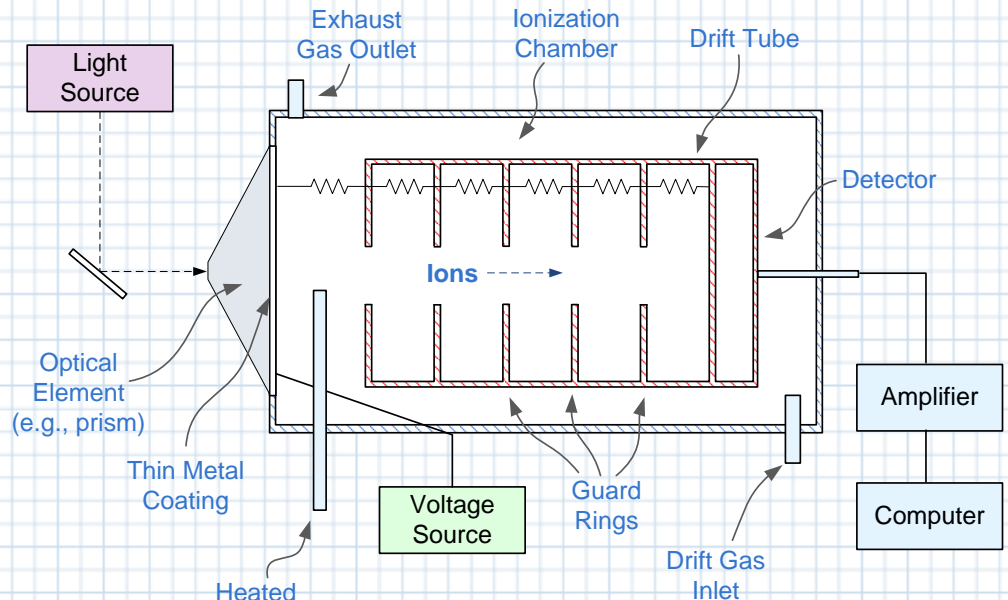 Exhaust
Gas Outlet
Ionization
Chamber
Drift Tube
Light
Source
Detector
Ions
Optical
Element
(e.g., prism)
Thin Metal
Coating
Voltage
Source
Guard
Rings
Amplifier
Computer
Drift Gas
Inlet
Heated